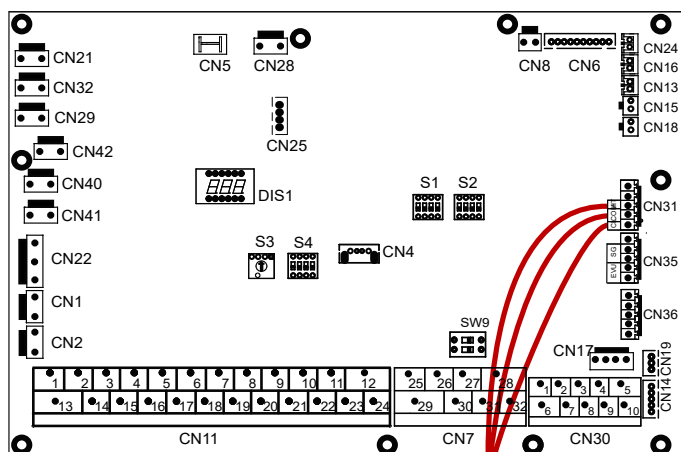 CN21
CN32
CN29
CN42
CN40
CN41
CN22
CN1
CN2
CN5
CN28
CN25
DIS1
S1
S2
S3
S4
CN4
SW9
CN8
CN6
CN24
CN16
CN13
CN15
CN18
CN31
COM
SG
EVU
CN35
CN36
CN17
CN19
CN14
1 2 3 4 5 6 7 8 9 10 11 12
13 14 15 16 17 18 19 20 21 22 23 24
CN11
25 26 27 28
29 30 31 32
CN7
1 2 3 4 5
6 7 8 9 10
CN30